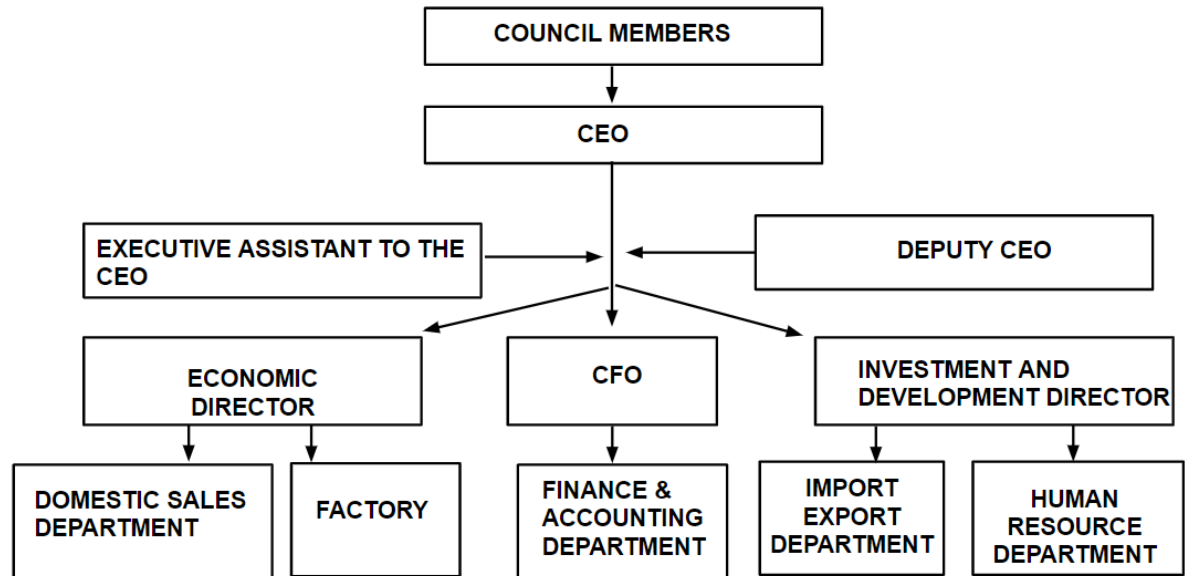 COUNCIL MEMBERS
CEO
EXECUTIVE ASSISTANT TO THE
CEO
DEPUTY CEO
ECONOMIC
DIRECTOR
CFO
INVESTMENT AND
DEVELOPMENT DIRECTOR
DOMESTIC SALES
DEPARTMENT
FACTORY
FINANCE &
ACCOUNTING
DEPARTMENT
IMPORT
EXPORT
DEPARTMENT
HUMAN
RESOURCE
DEPARTMENT